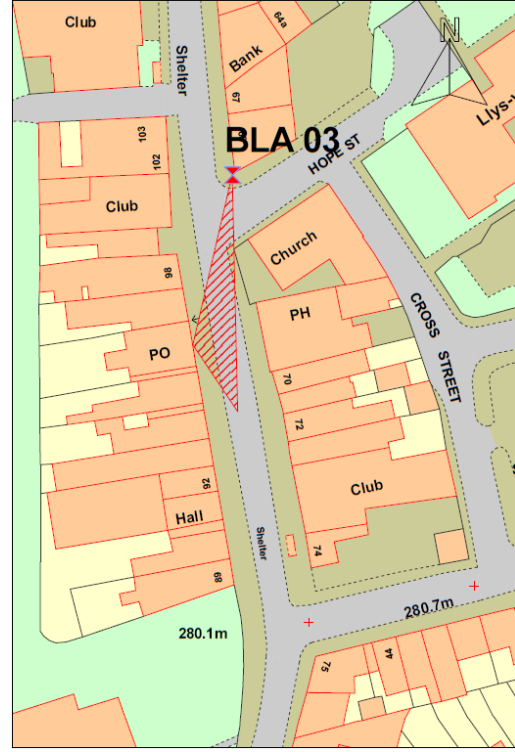 Club
64a
Shelter
Bank
N
67
Llys-
BLA 03
HOPE ST
103
102
Club
Church
98
CROSS STREET
PH
PO
70
72
92
Club
Hall
Shelter
74
89
280.7m
280.1m
75
44